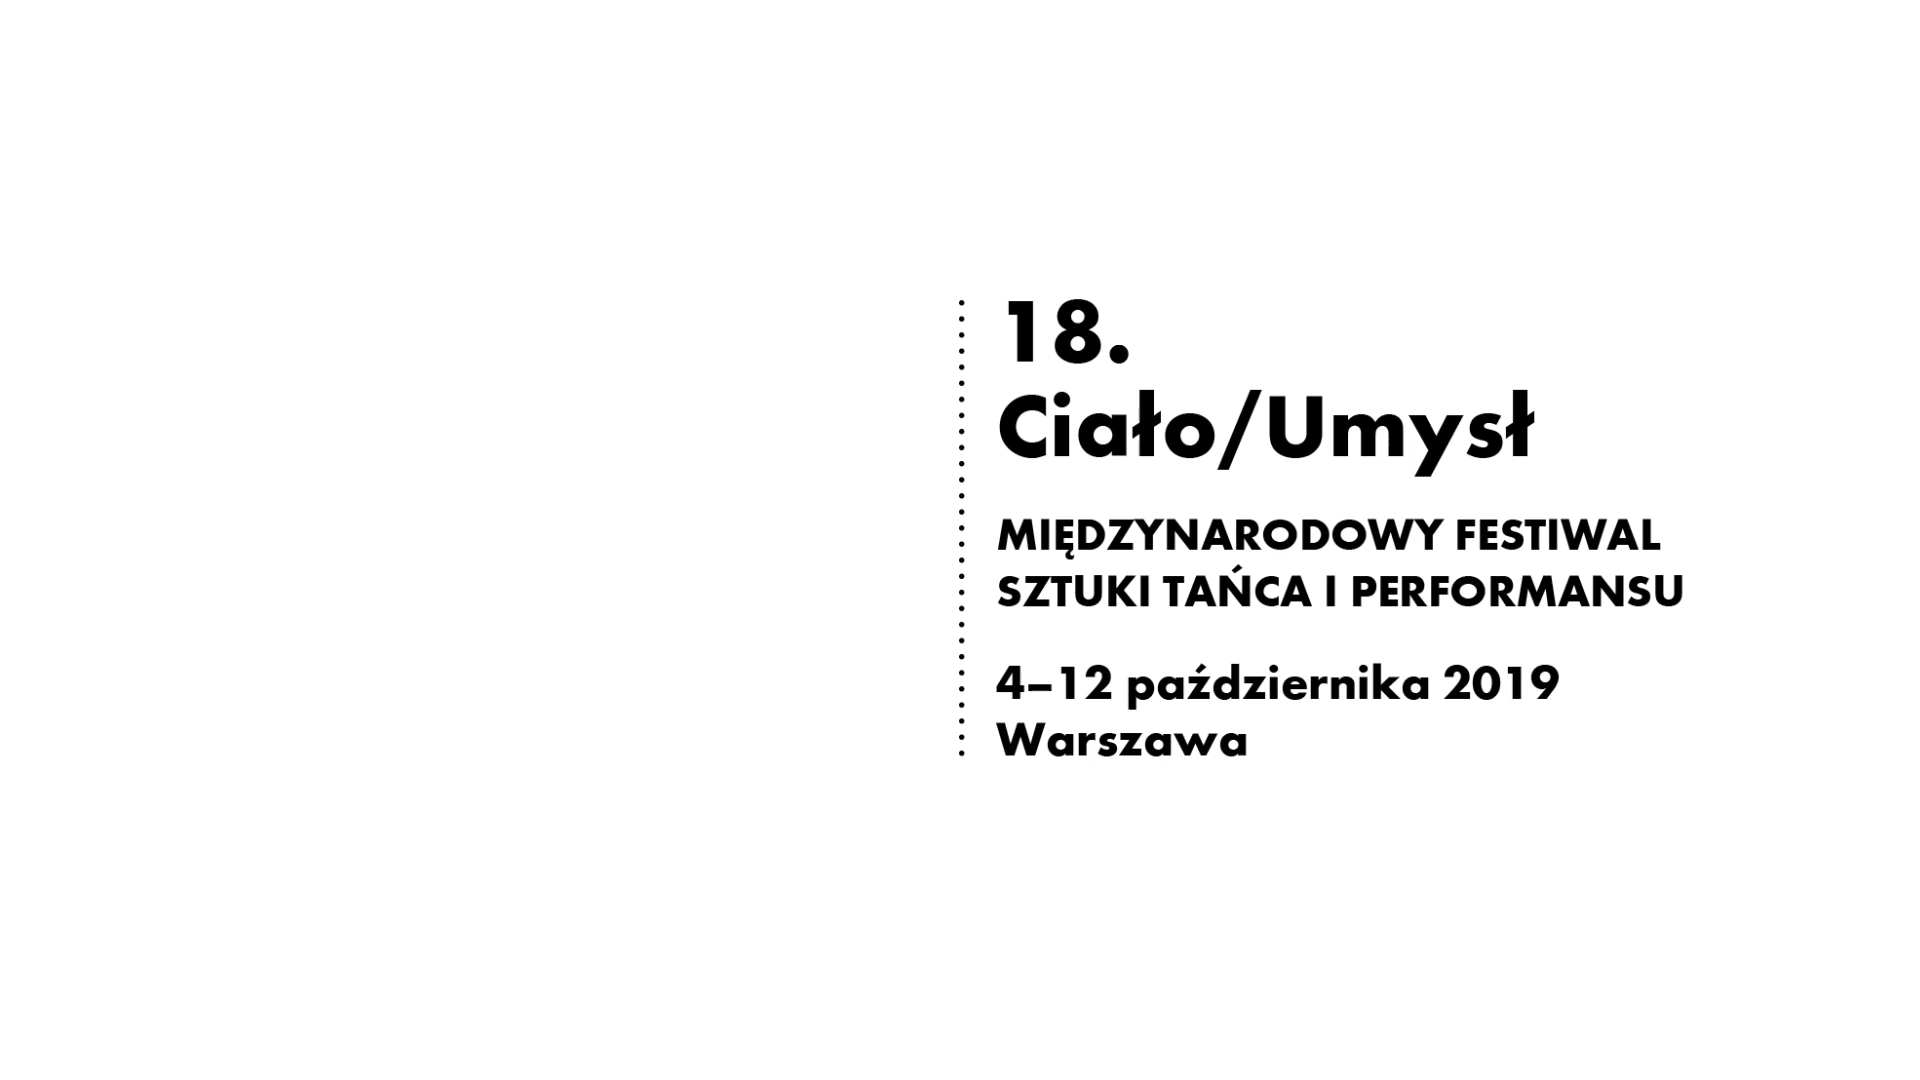 18.
Ciało/Umysł
MIĘDZYNARODOWY FESTIWAL
SZTUKI TAŃCA I PERFORMANSU
4–12 października 2019
Warszawa